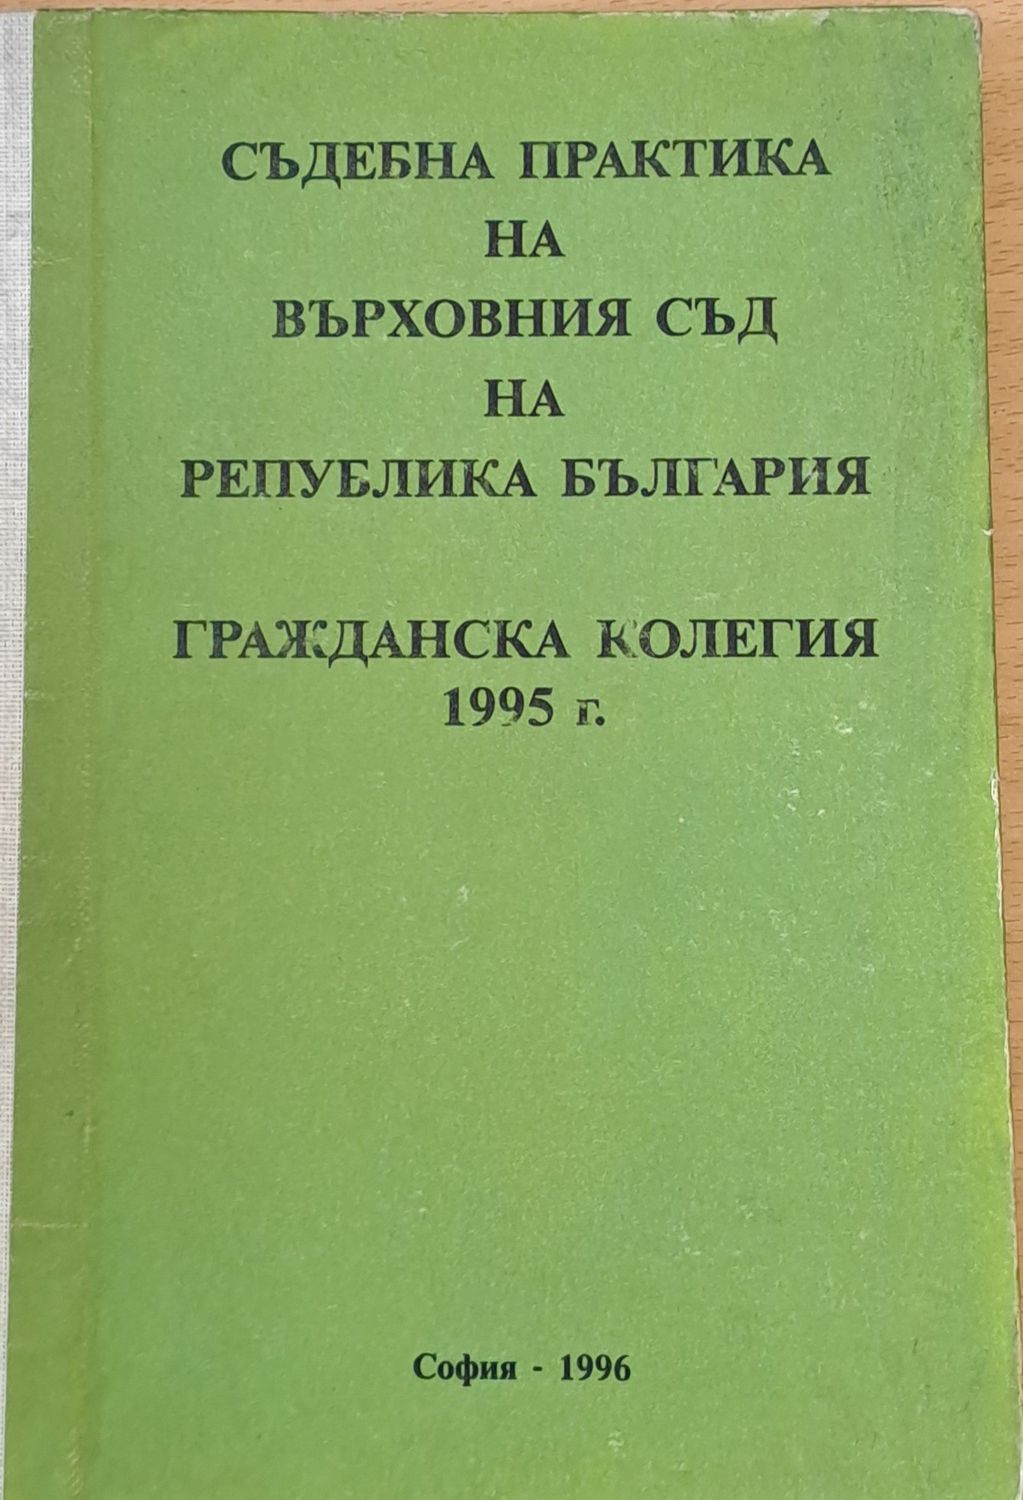 СЪДЕБНА ПРАКТИКА
НА
ВЪРХОВНИЯ СЪД
НА
РЕПУБЛИКА БЪЛГАРИЯ
ГРАЖДАНСКА КОЛЕГИЯ
1995 г.
София - 1996